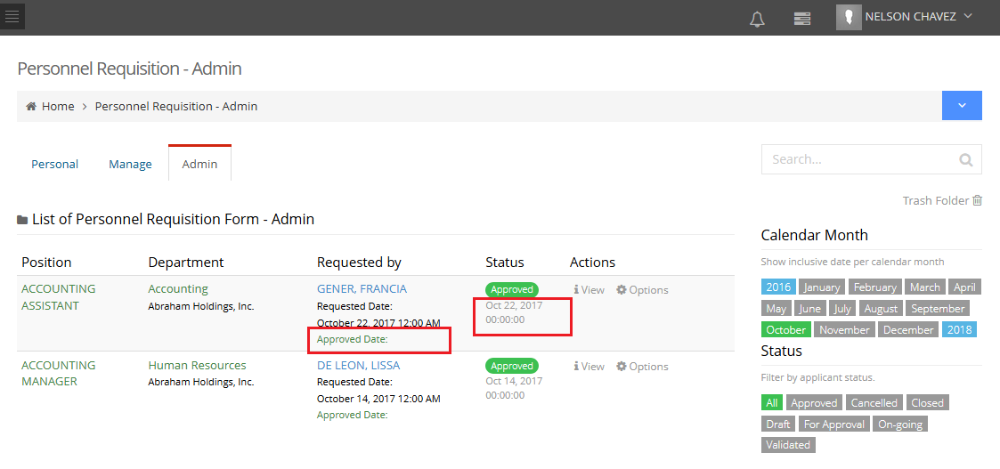 NELSON CHAVEZ
Personnel Requisition - Admin
Home > Personnel Requisition - Admin
Personal Manage Admin
Search...
Trash Folder
List of Personnel Requisition Form - Admin
Position Department Requested by Status Actions
ACCOUNTING ASSISTANT
Accounting
Abraham Holdings, Inc.
GENER, FRANCIA
Requested Date:
October 22, 2017 12:00 AM
Approved Date:
Approved
Oct 22, 2017
00:00:00
View Options
ACCOUNTING MANAGER
Human Resources
Abraham Holdings, Inc.
DE LEON, LISSA
Requested Date:
October 14, 2017 12:00 AM
Approved Date:
Approved
Oct 14, 2017
00:00:00
View Options
Calendar Month
Show inclusive date per calendar month
2016 January February March April
May June July August September
October November December 2018
Status
Filter by applicant status.
All Approved Cancelled Closed
Draft For Approval On-going
Validated